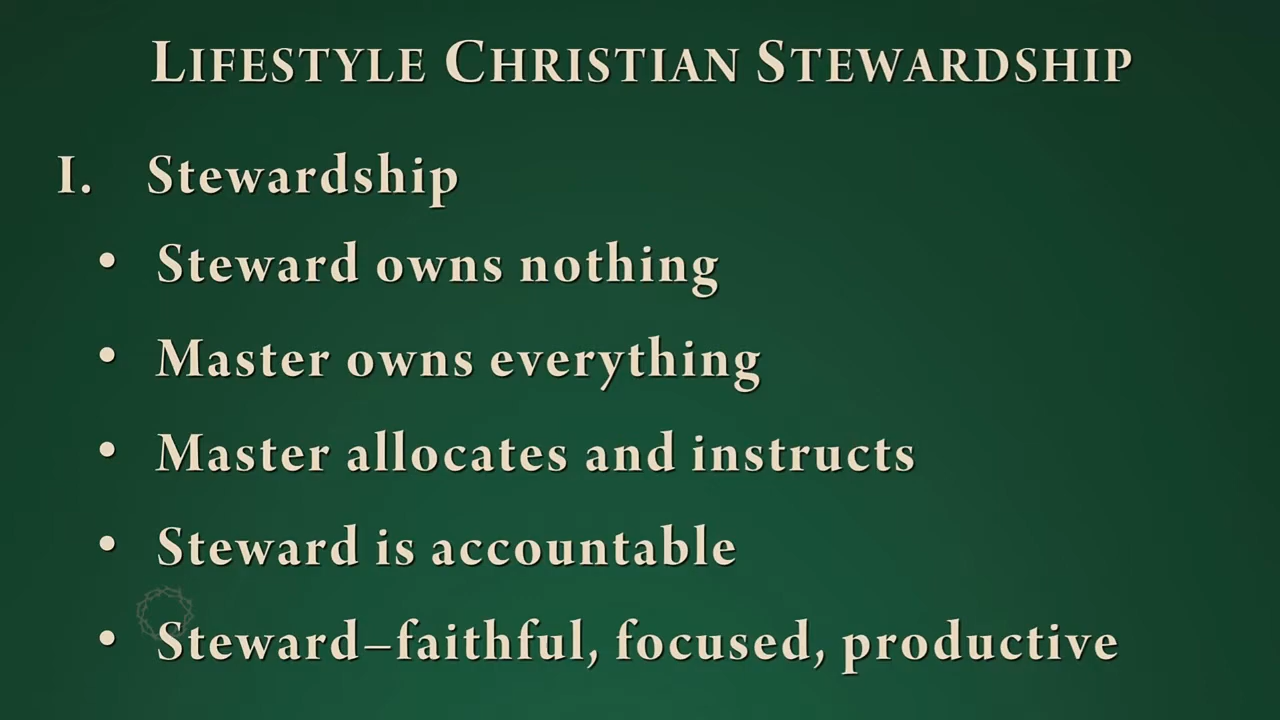 LIFESTYLE CHRISTIAN STEWARDSHIP
I. Stewardship
• Steward owns nothing
• Master owns everything
• Master allocates and instructs
• Steward is accountable
• Steward–faithful, focused, productive